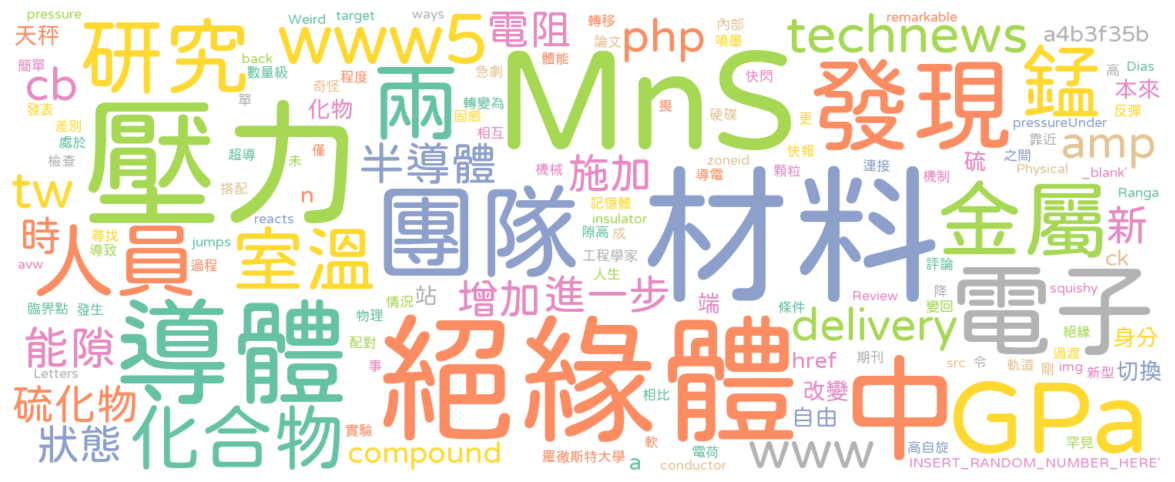 pressure
Weird
target
ways
轉移
remarkable
天秤
研究
www5
電阻
論文
php
內部
噴墨
technews
a4b3f35b
簡單
cb
back
數量級
體能
急劇
MnS
快閃
發現
錳
高
Dias
本來
發表
單
奇怪
程度
化物
兩
轉變為
固態
畏
硬碟
更
反彈
差別
處於
壓力
相互
pressureUnder
靠近
amp
檢查
超導
未
僅
半導體
機械
施加
zoneid
導電
快報
顆粒
連接
之間
硫
Physical
_blank'
機制
tw
搭配
n
團隊
記憶體
insulator
材料
金屬
Ranga
新
時
人員
reacts
尋找
導致
jumps
室溫
隙高
成
工程學家
評論
ck
avw
過程
人生
臨界點
發生
導體
情況
站
增加
進一步
端
條件
Review
降
變回
電子
squishy
能隙
物理
配對
絕緣體
delivery
絕緣
身分
Letters
事
href
期刊
src
令
軌道
剛
過渡
img
新型
切換
硫化物
化合物
相比
改變
中
GPa
狀態
實驗
compound
羅徹斯特大學
軟
a
電荷
conductor
自由
www
高自旋
罕見
INSERT_RANDOM_NUMBER_HERE'